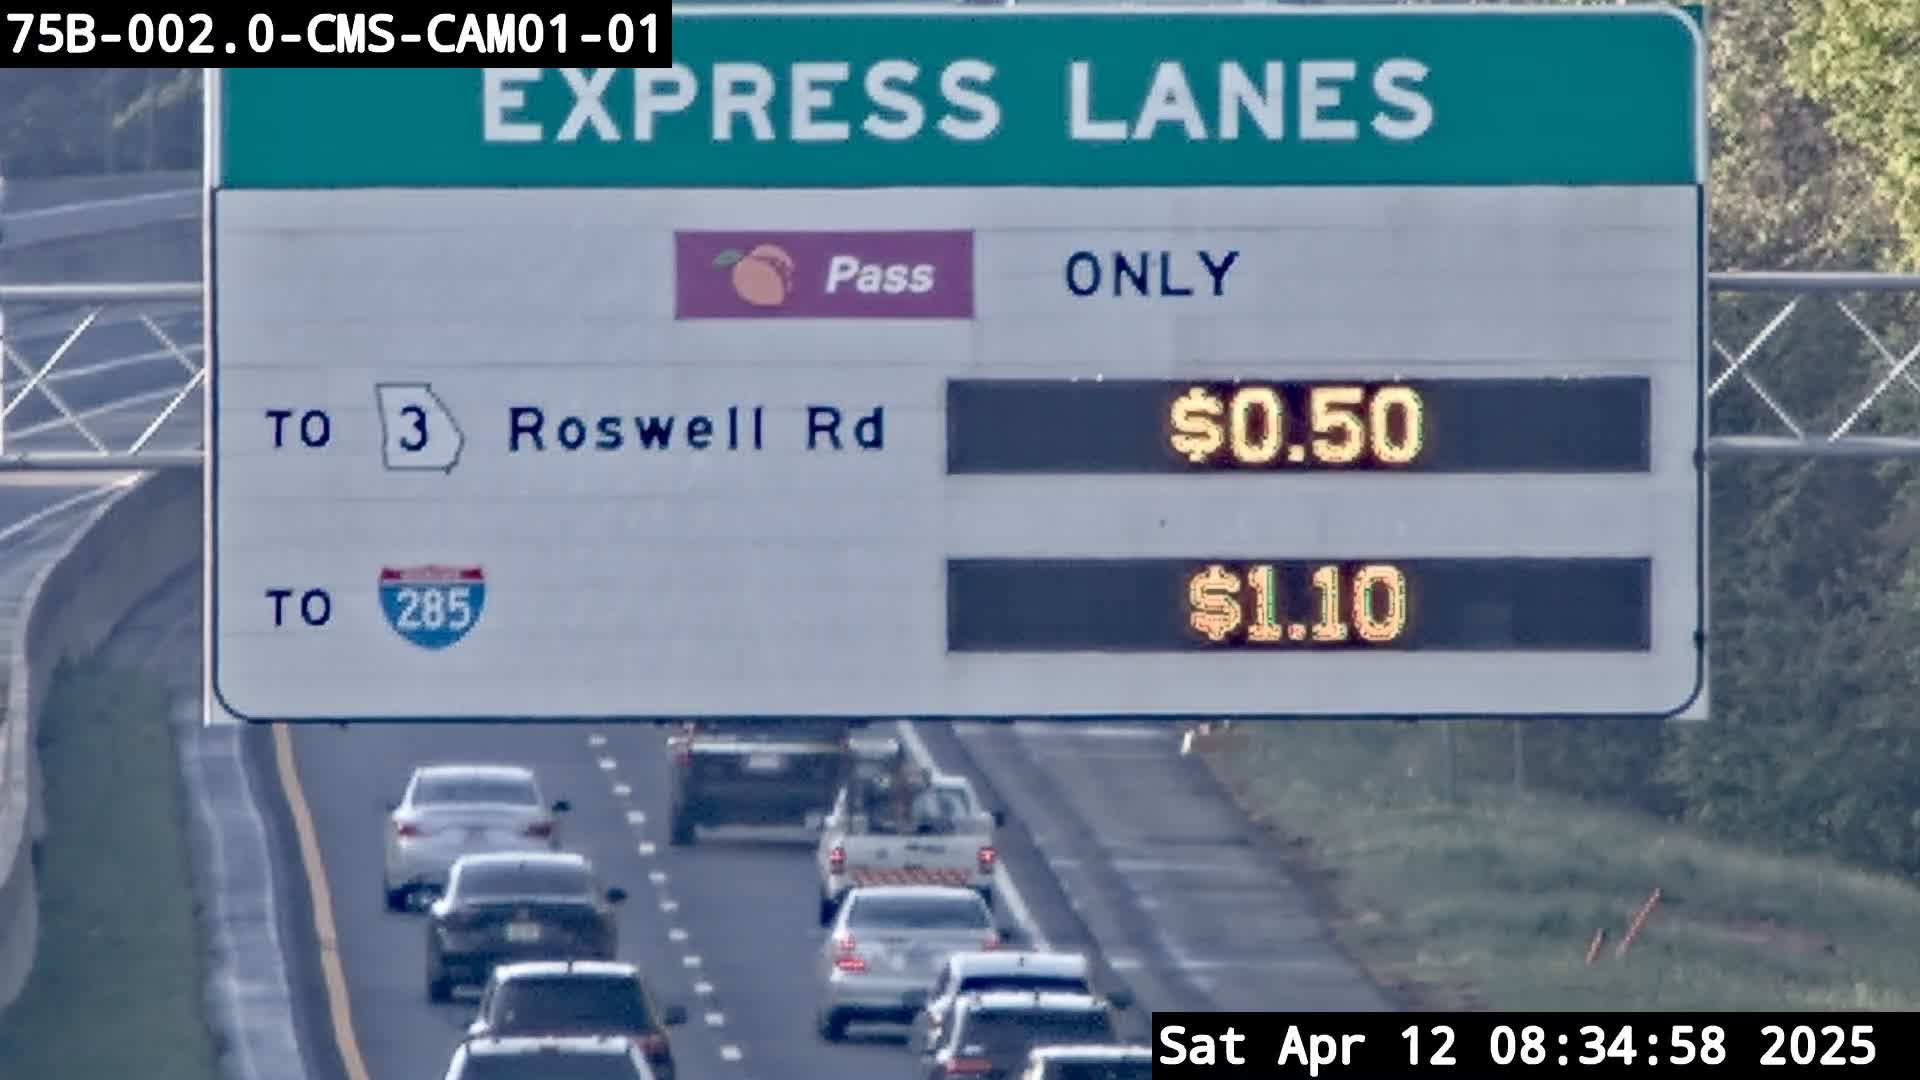 75B-002.0-CMS-CAM01-01
EXPRESS LANES
Pass ONLY
TO 3 Roswell Rd $0.50
TO 285 $1.10
Sat Apr 12 08:34:58 2025